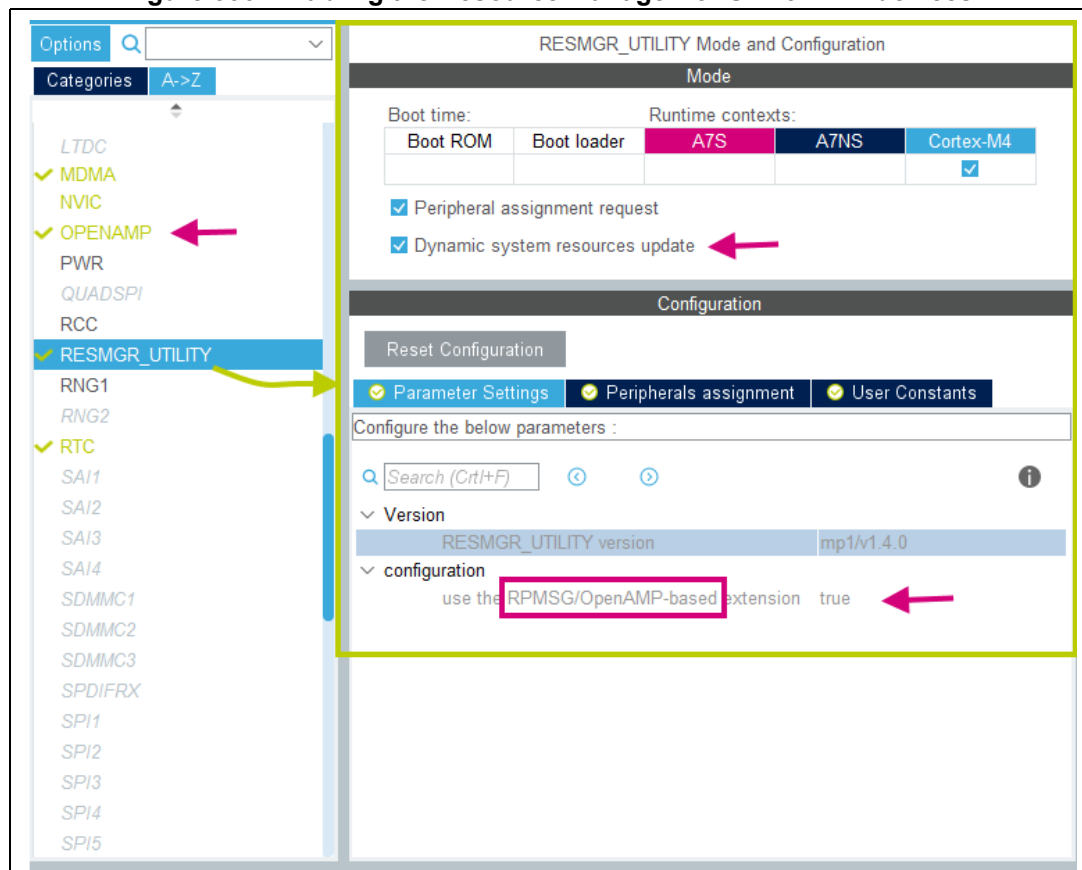 Options
Categories A->Z
LTDC
MDMA
NVIC
OPENAMP
PWR
QUADSPI
RCC
RESMGR_UTILITY
RNG1
RNG2
RTC
SAI1
SAI2
SAI3
SAI4
SDMMC1
SDMMC2
SDMMC3
SPDIFRX
SPI1
SPI2
SPI3
SPI4
SPI5
RESMGR_UTILITY Mode and Configuration
Mode
Boot time: Runtime contexts:
Boot ROM Boot loader A7S A7NS Cortex-M4
Peripheral assignment request
Dynamic system resources update
Configuration
Reset Configuration
Parameter Settings Peripherals assignment User Constants
Configure the below parameters :
Search (Crtl+F)
Version
RESMGR_UTILITY version mp1/v1.4.0
configuration
use the RPMSG/OpenAMP-based extension true